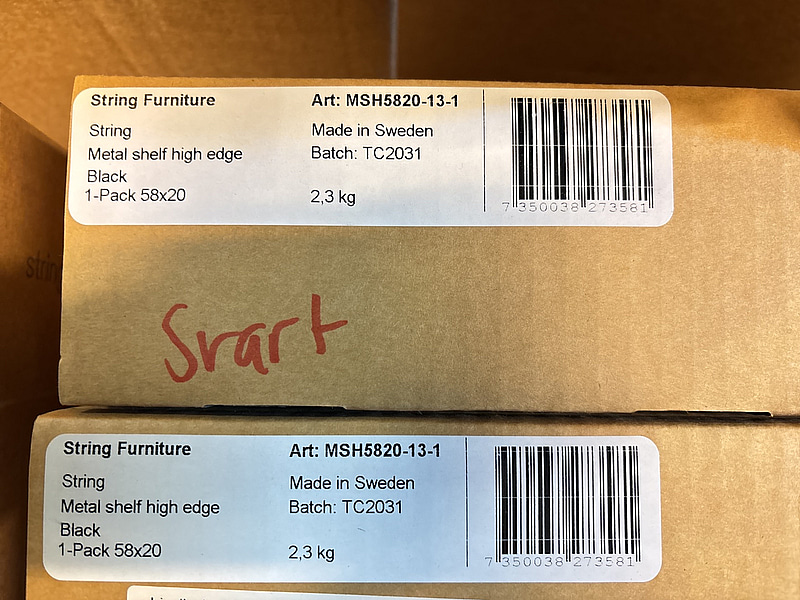 String Furniture Art: MSH5820-13-1
String Made in Sweden
Metal shelf high edge Batch: TC2031
Black
1-Pack 58x20 2,3 kg
7 350038 273581
Svart
String Furniture Art: MSH5820-13-1
String Made in Sweden
Metal shelf high edge Batch: TC2031
Black
1-Pack 58x20 2,3 kg
7 350038 273581